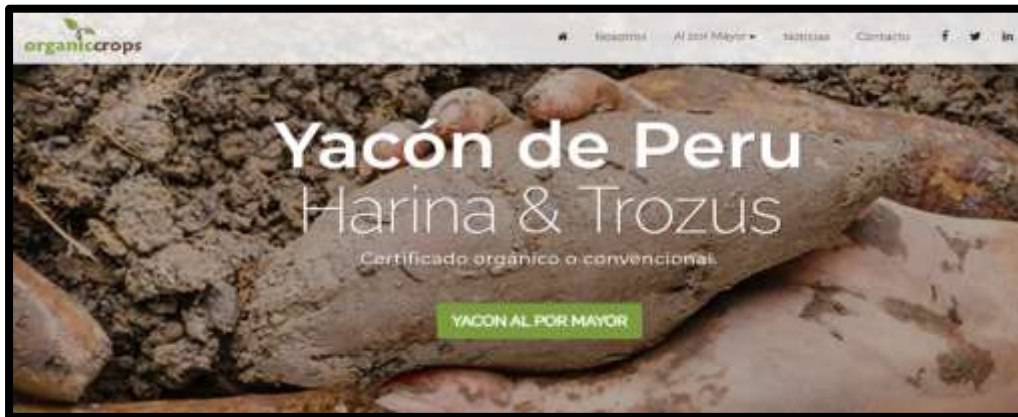 organiccrops
Nosotros Al por Mayor Noticias Contacto
Yacón de Peru
Harina & Trozus
Certificado orgánico o convencional.
YACON AL POR MAYOR